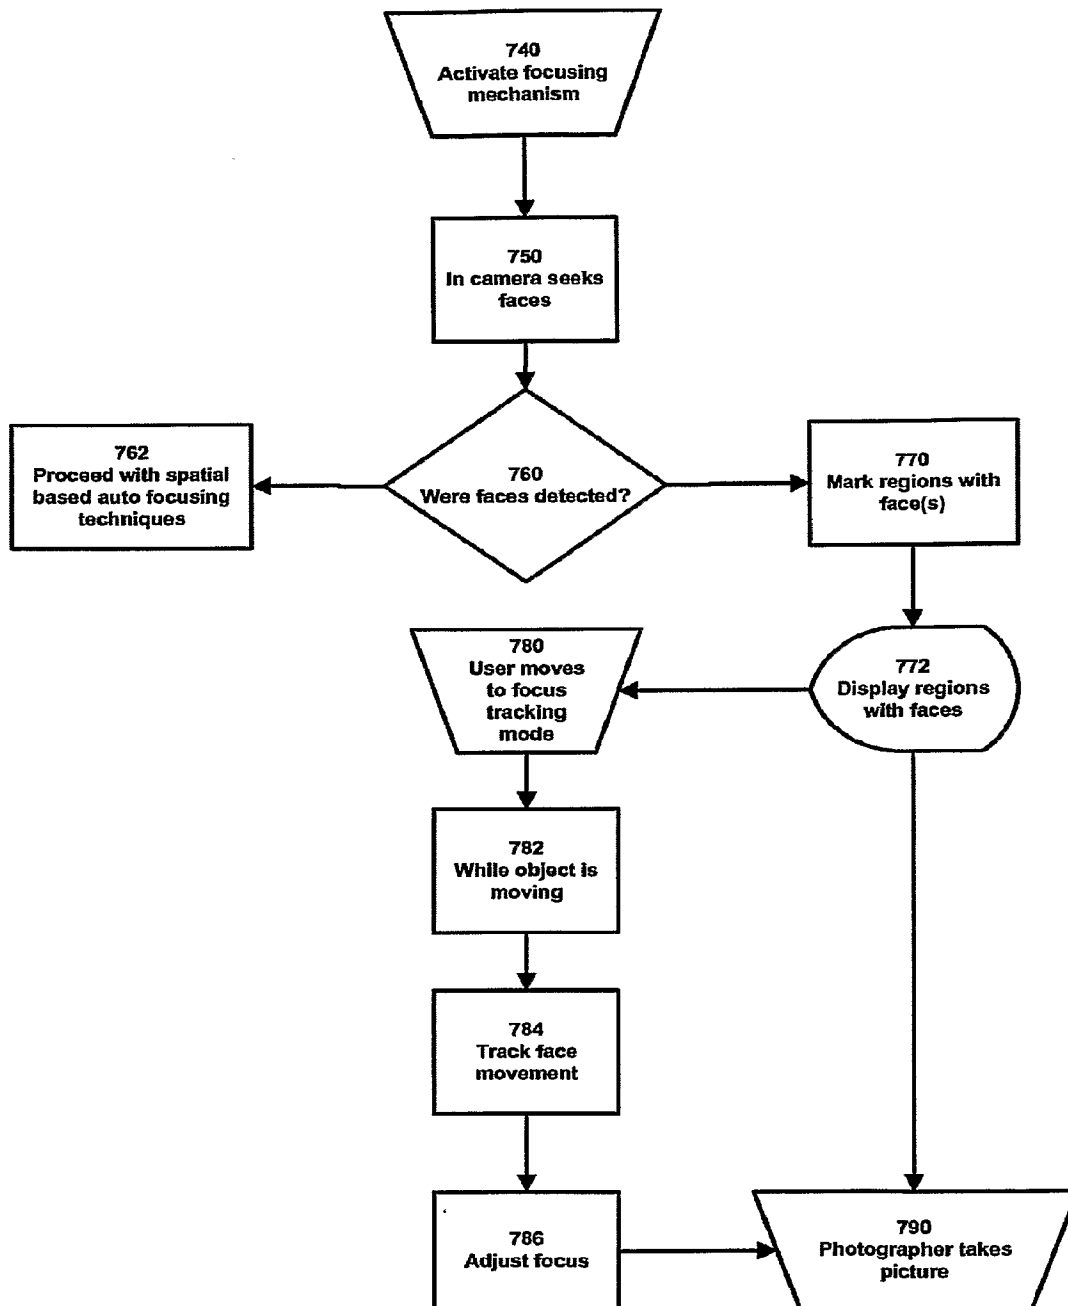 740
Activate focusing
mechanism
750
In camera seeks
faces
760
Were faces detected?
762
Proceed with spatial
based auto focusing
techniques
770
Mark regions with
face(s)
772
Display regions
with faces
780
User moves
to focus
tracking
mode
782
While object is
moving
784
Track face
movement
786
Adjust focus
790
Photographer takes
picture